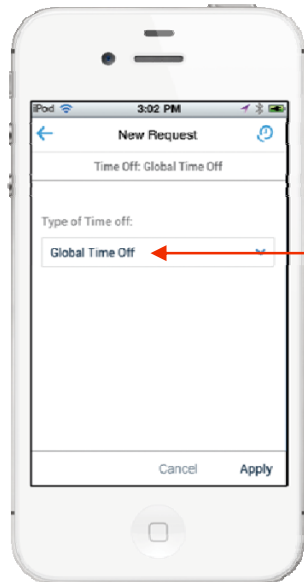 iPod 3:02 PM
New Request
Time Off: Global Time Off
Type of Time off:
Global Time Off
Cancel Apply